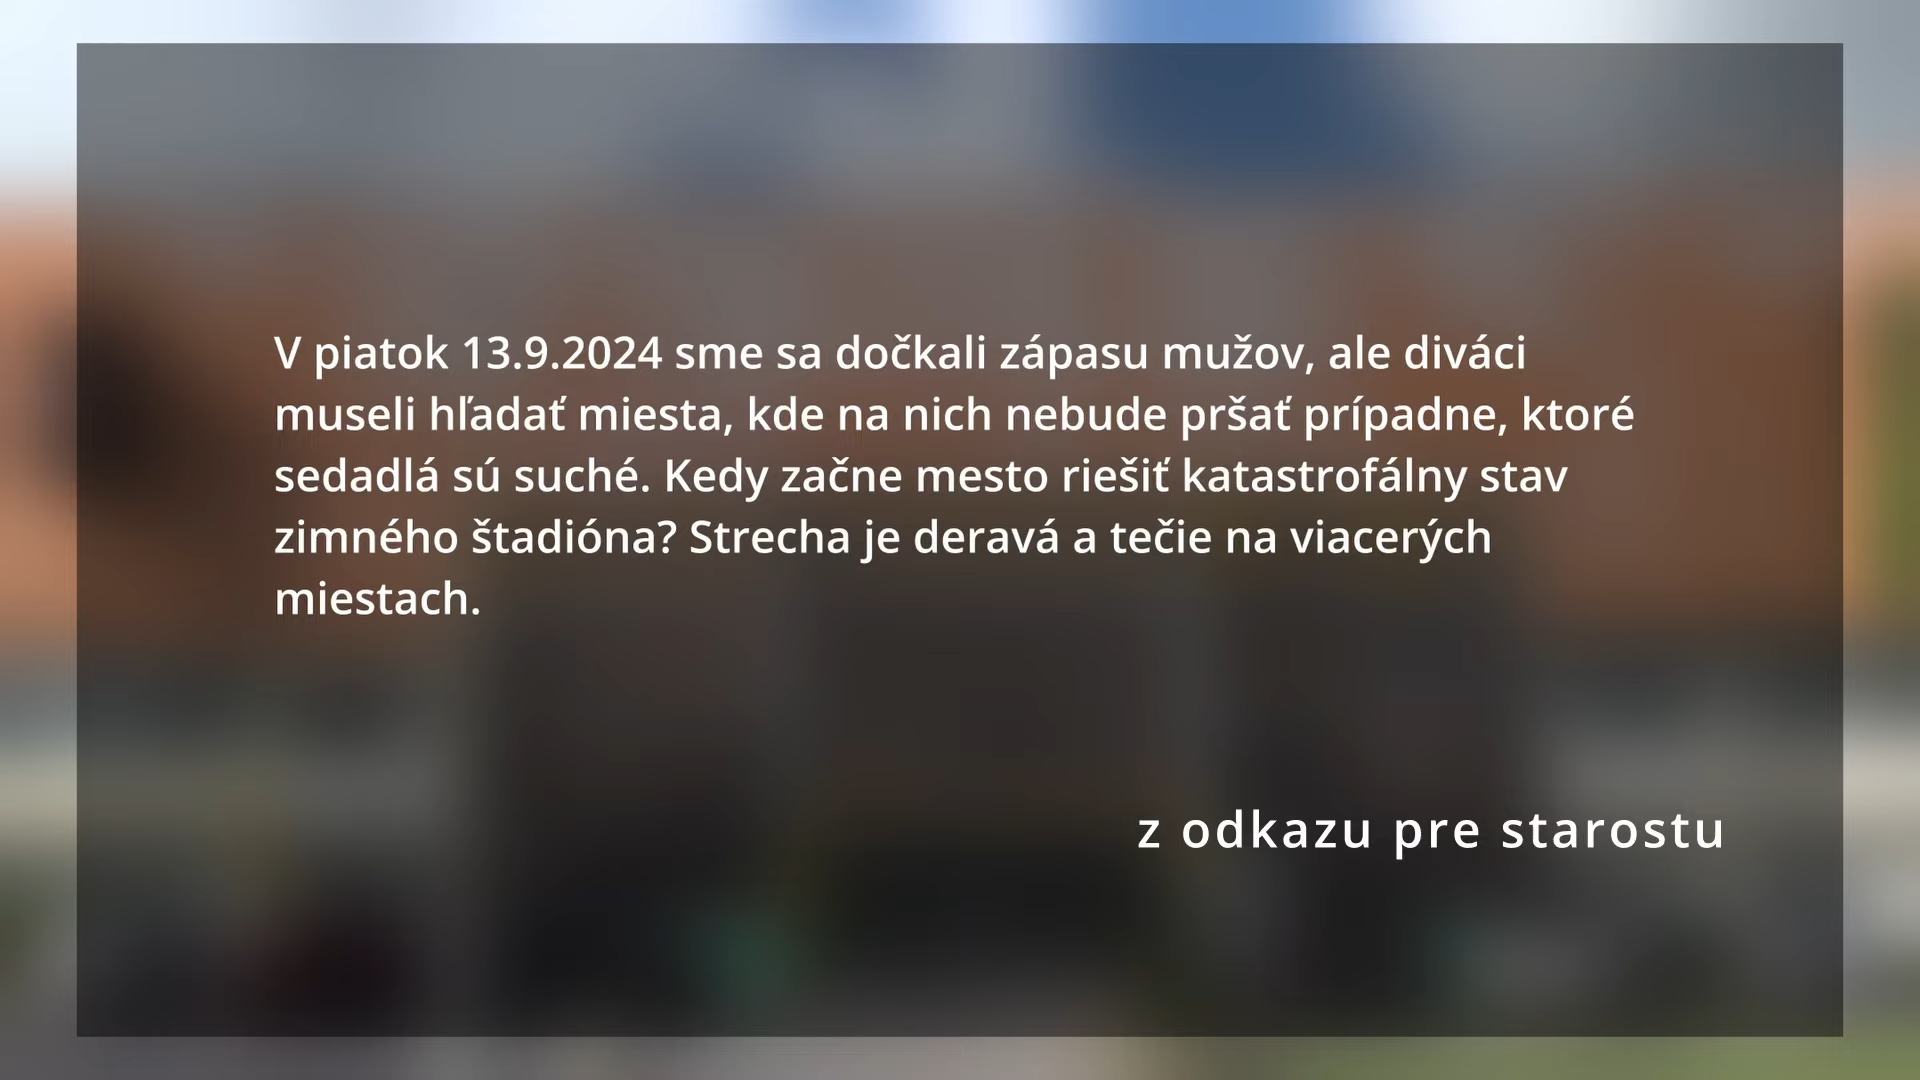 V piatok 13.9.2024 sme sa dočkali zápasu mužov, ale diváci
museli hľadať miesta, kde na nich nebude pršať prípadne, ktoré
sedadlá sú suché. Kedy začne mesto riešiť katastrofálny stav
zimného štadióna? Strecha je deravá a tečie na viacerých
miestach.
z odkazu pre starostu